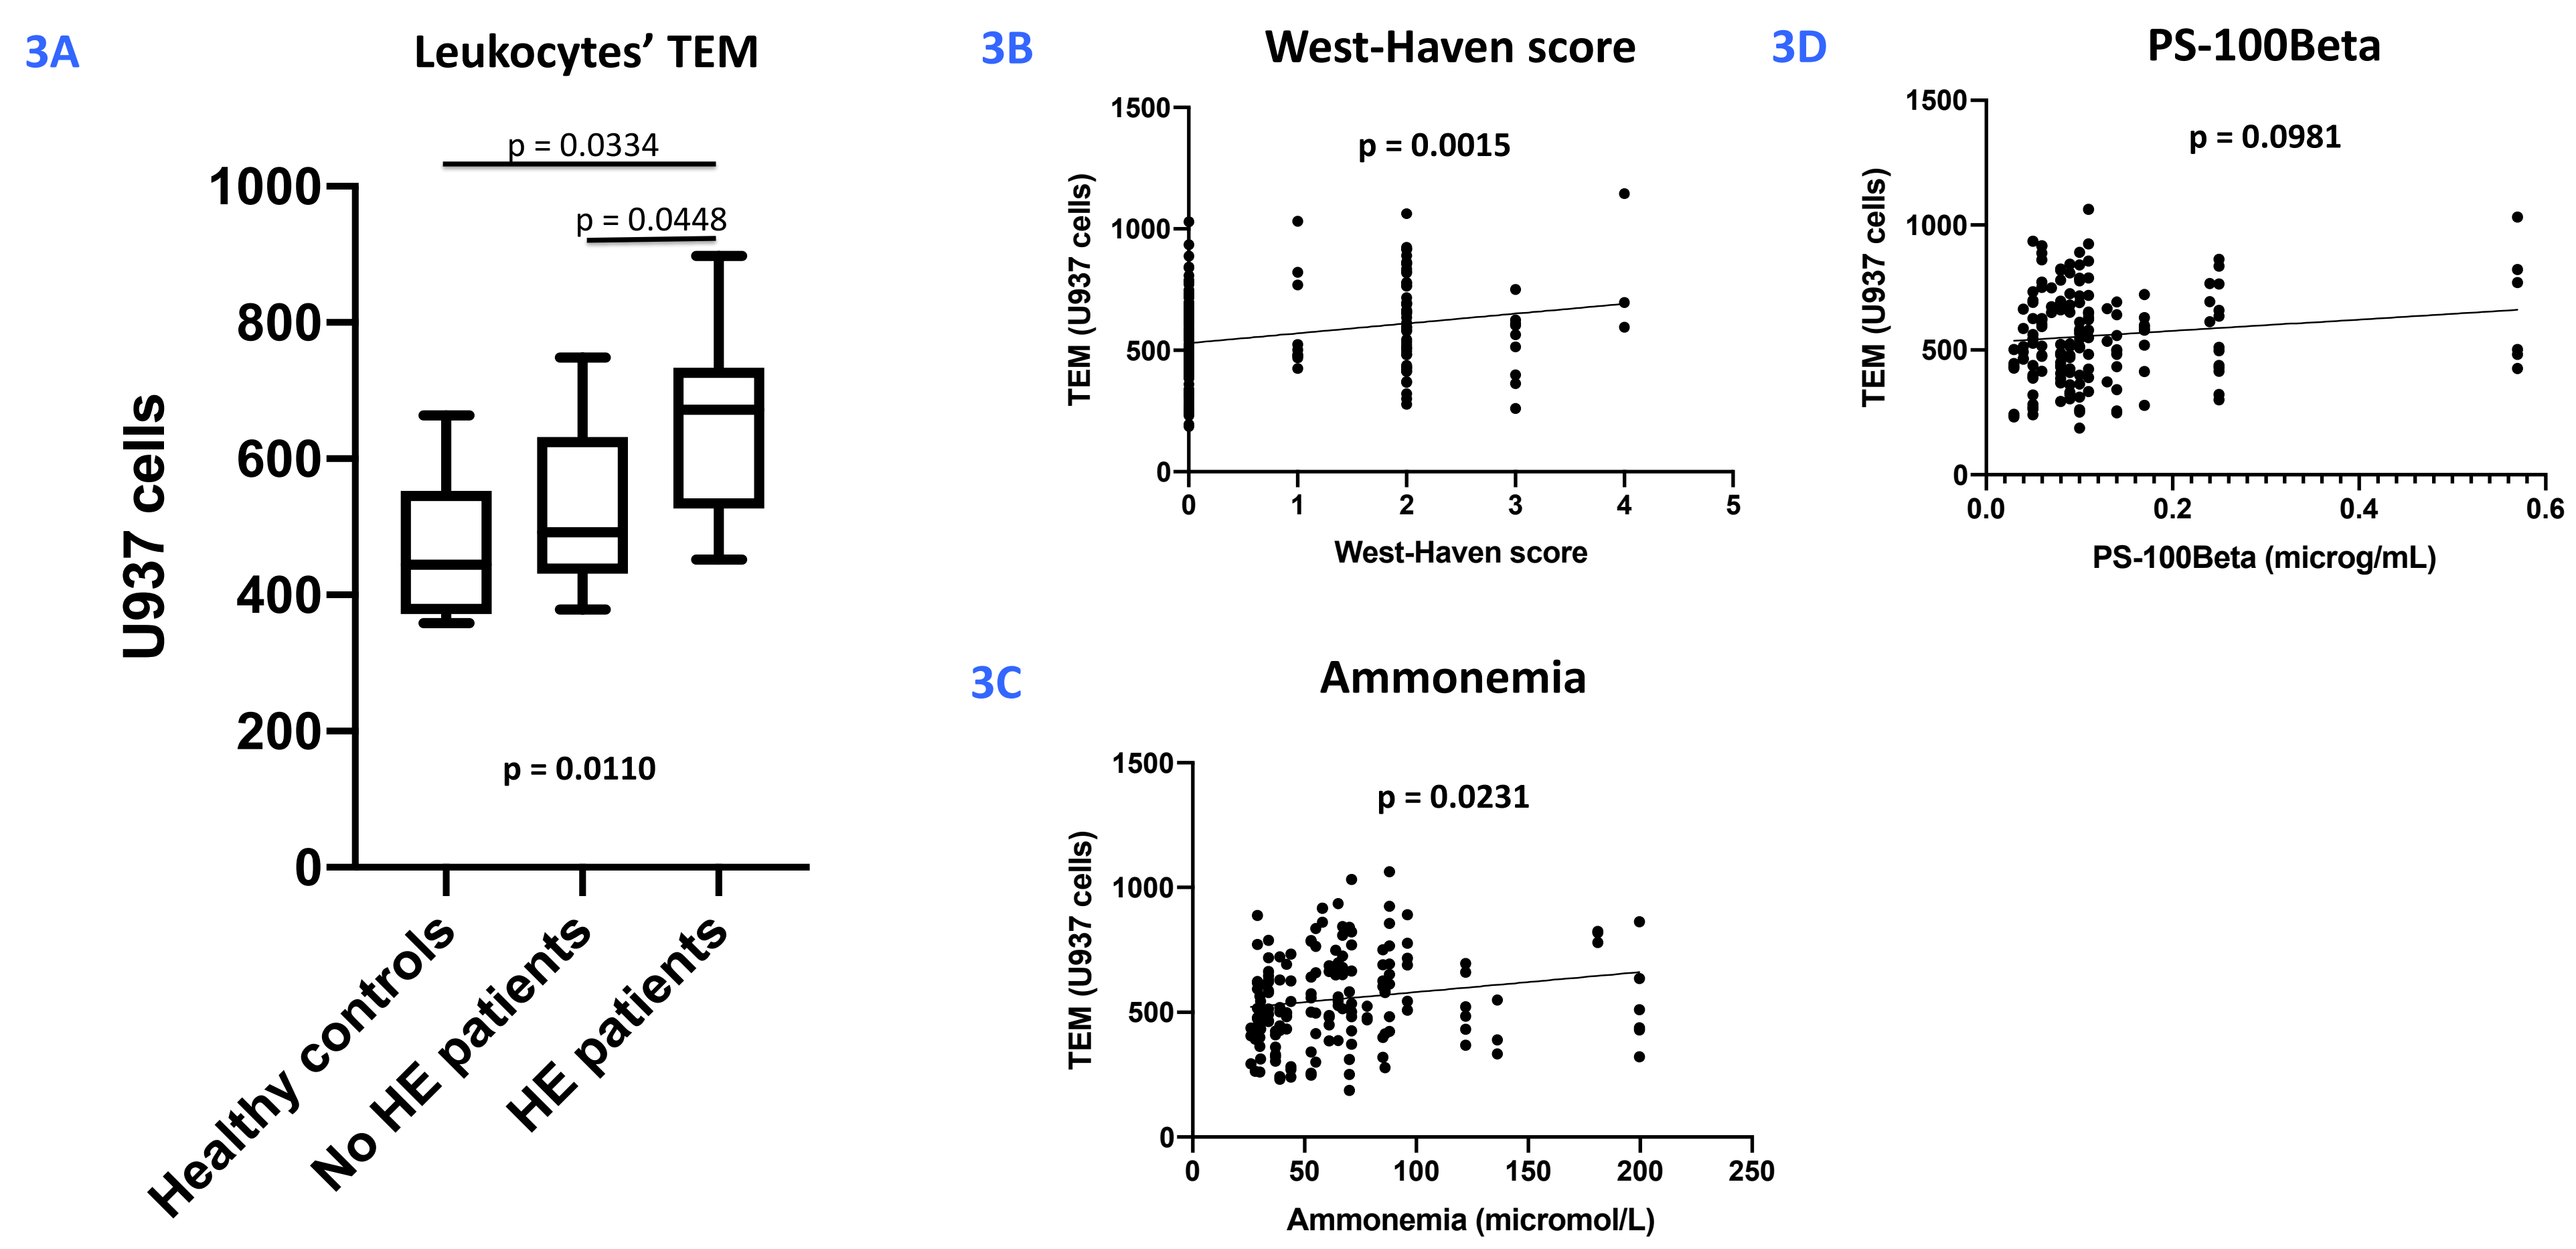 3A
Leukocytes’ TEM
p = 0.0334
p = 0.0448
1000
800
600
400
200
0
U937 cells
p = 0.0110
Healthy controls
No HE patients
HE patients
3B
West-Haven score
p = 0.0015
1500
1000
500
0
TEM (U937 cells)
0 1 2 3 4 5
West-Haven score
3D
PS-100Beta
p = 0.0981
1500
1000
500
0
TEM (U937 cells)
0.0 0.2 0.4 0.6
PS-100Beta (microg/mL)
3C
Ammonemia
p = 0.0231
1500
1000
500
0
TEM (U937 cells)
0 50 100 150 200 250
Ammonemia (micromol/L)